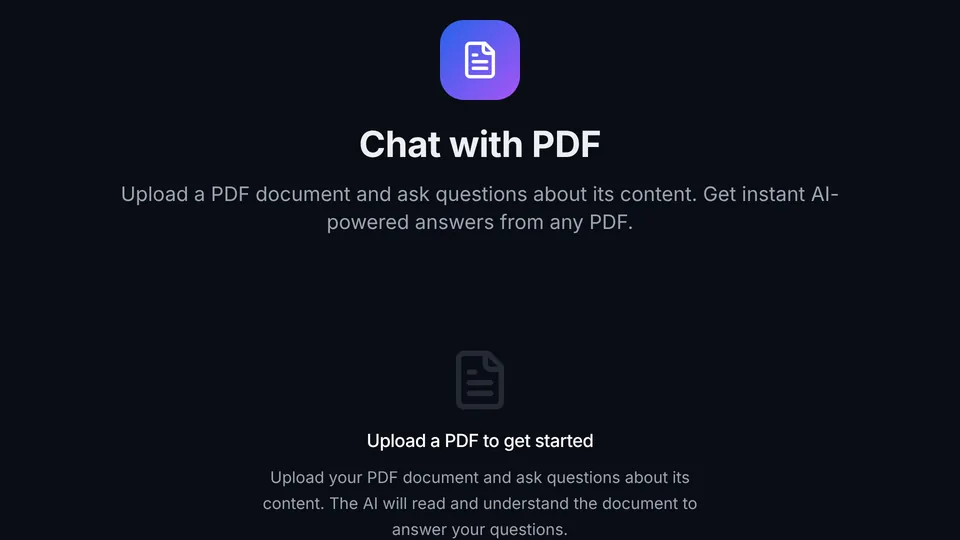 Chat with PDF
Upload a PDF document and ask questions about its content. Get instant AI-
powered answers from any PDF.
Upload a PDF to get started
Upload your PDF document and ask questions about its
content. The AI will read and understand the document to
answer your questions.